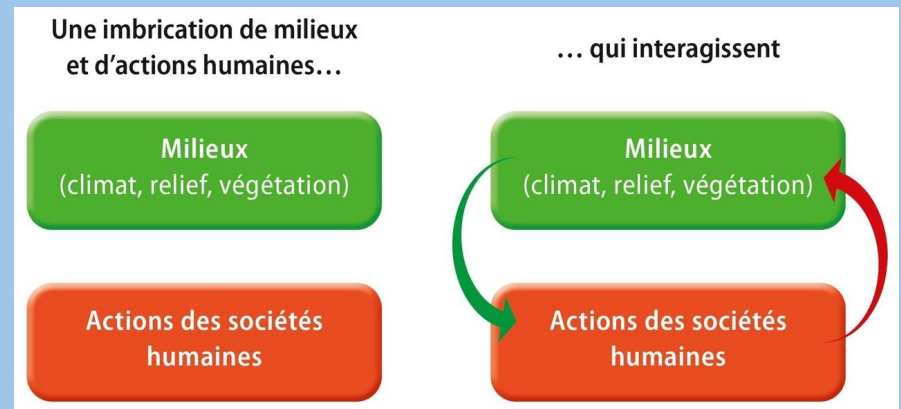 Une imbrication de milieux
et d’actions humaines…
Milieux
(climat, relief, végétation)
Actions des sociétés
humaines
… qui interagissent
Milieux
(climat, relief, végétation)
Actions des sociétés
humaines